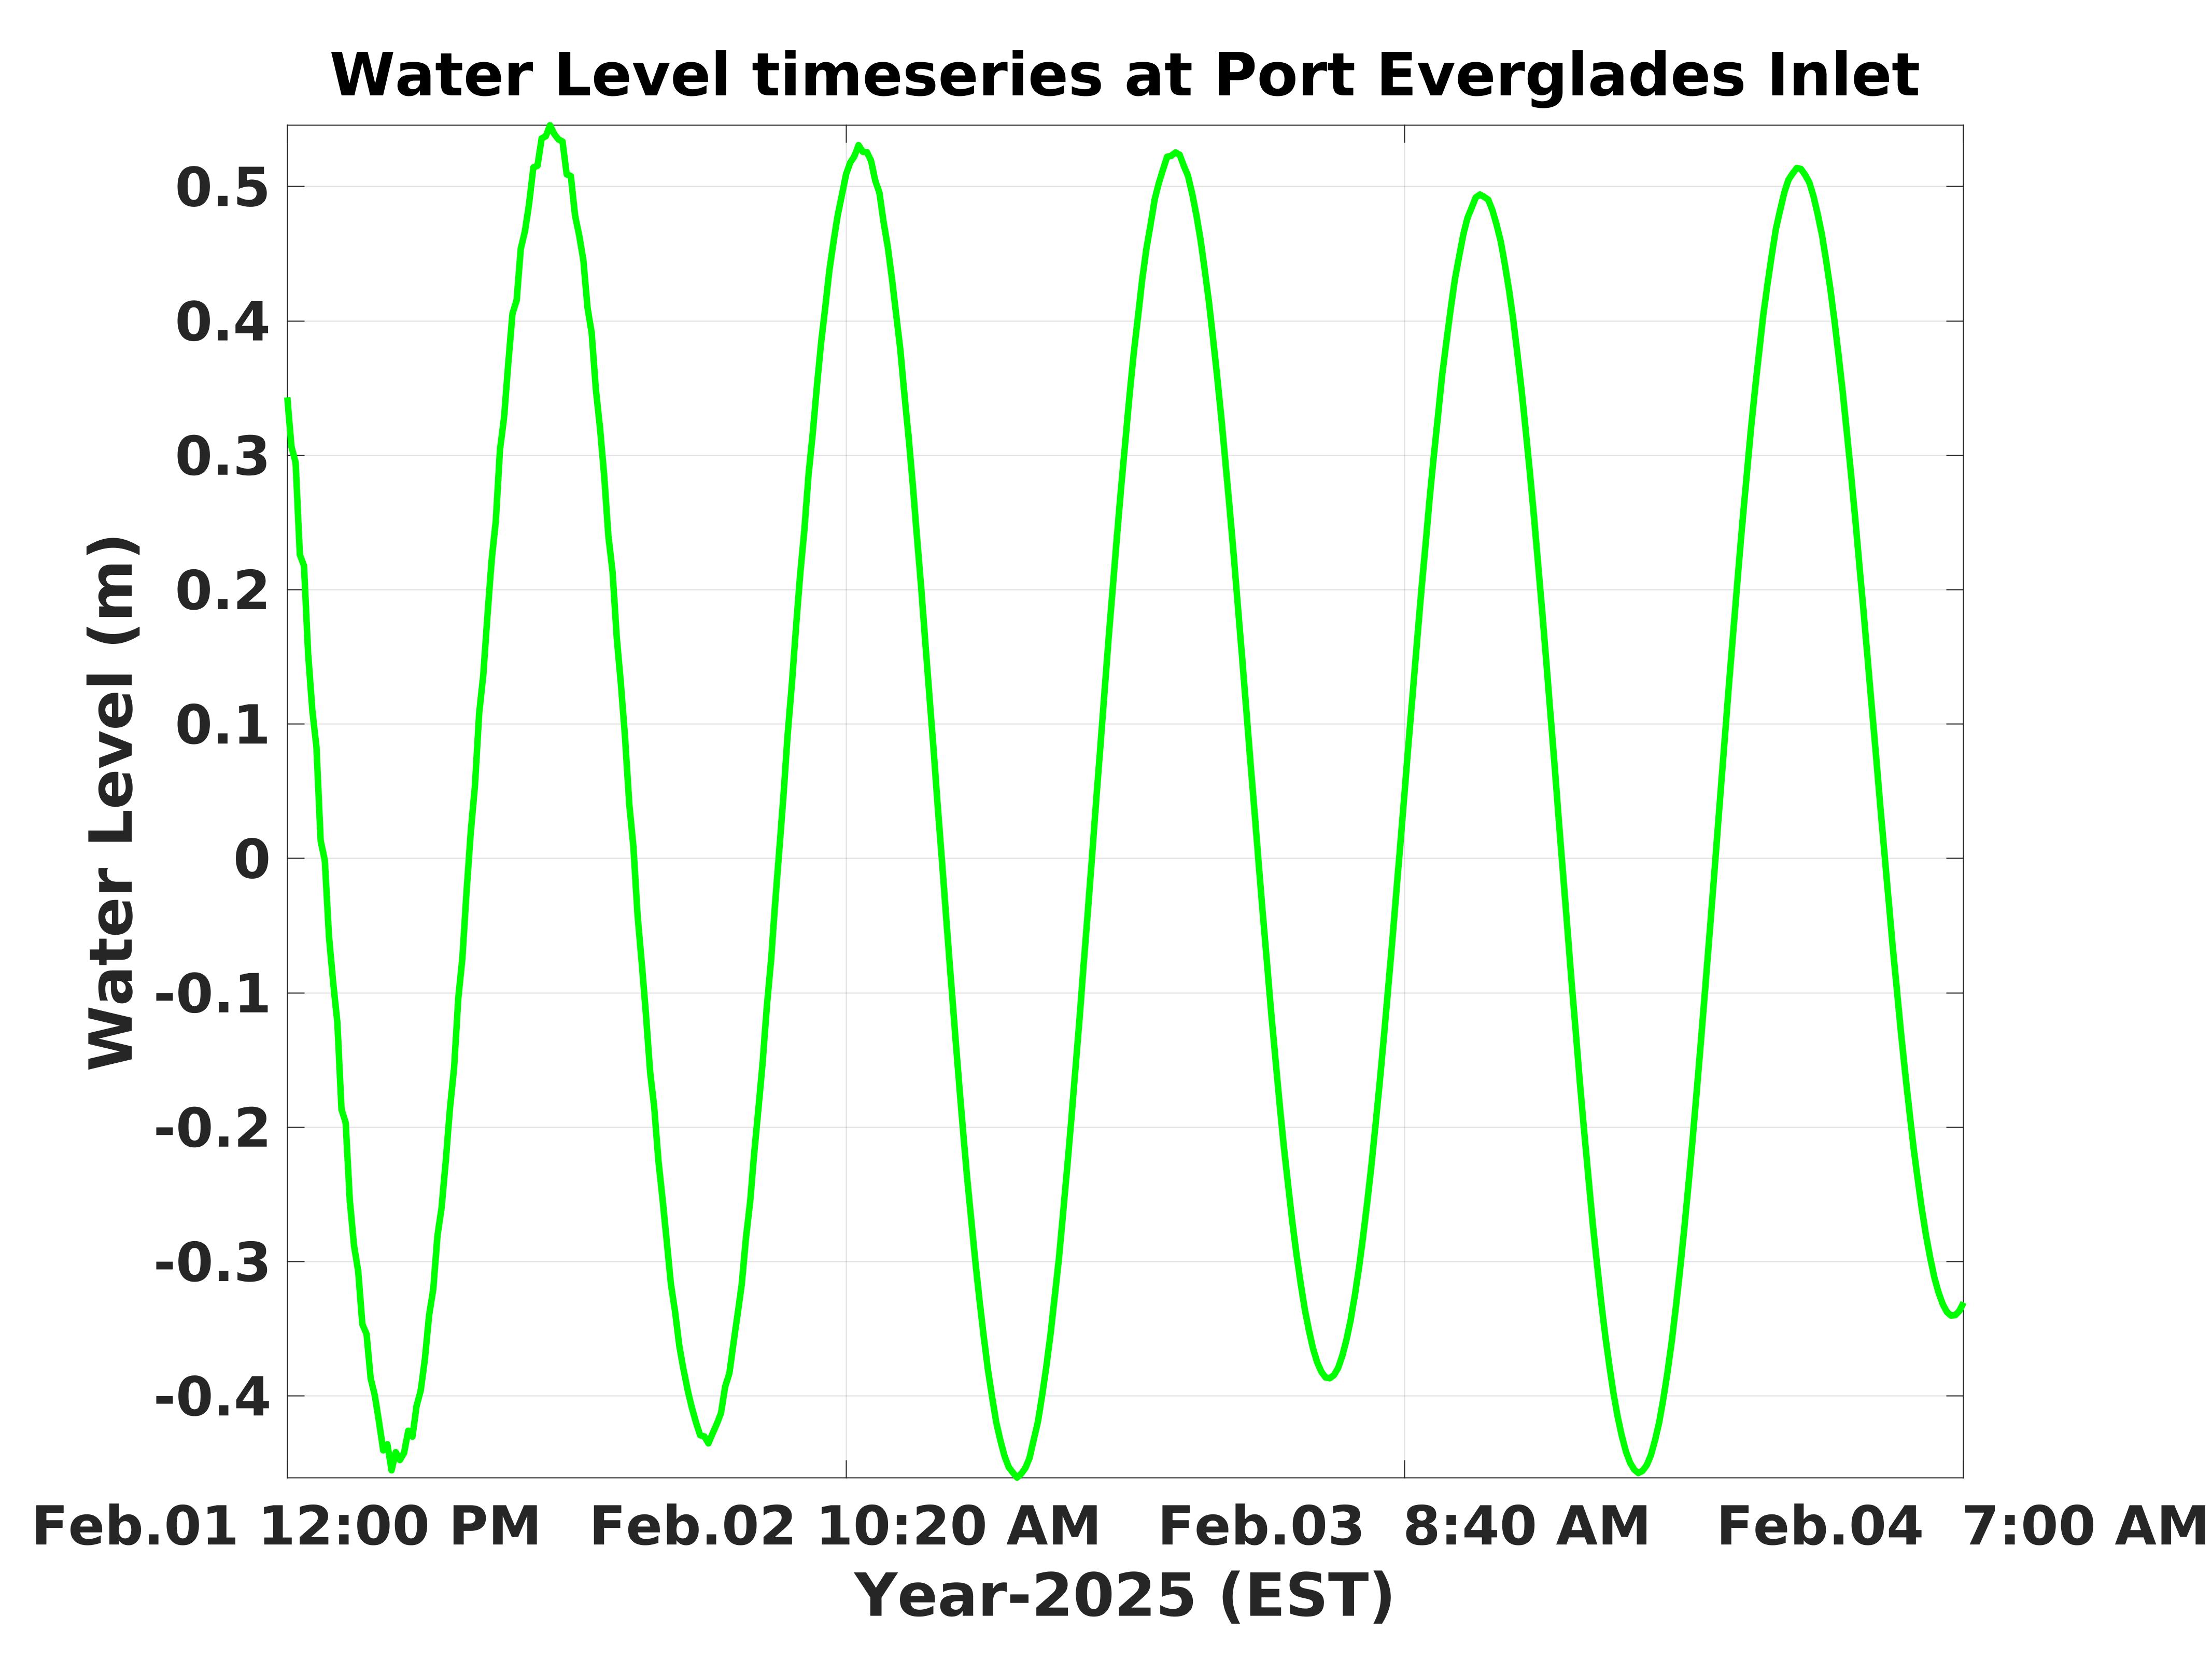 Water Level timeseries at Port Everglades Inlet
Water Level (m)
0.5
0.4
0.3
0.2
0.1
0
-0.1
-0.2
-0.3
-0.4
Feb.01 12:00 PM Feb.02 10:20 AM Feb.03 8:40 AM Feb.04 7:00 AM
Year-2025 (EST)